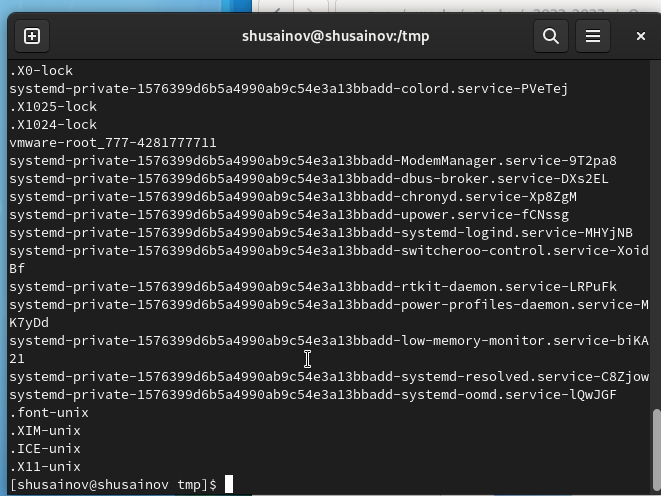 shusainov@shusainov:/tmp
.X0-lock
systemd-private-1576399d6b5a4990ab9c54e3a13bbadd-colord.service-PVeTej
.X1025-lock
.X1024-lock
vmware-root_777-4281777711
systemd-private-1576399d6b5a4990ab9c54e3a13bbadd-ModemManager.service-9T2pa8
systemd-private-1576399d6b5a4990ab9c54e3a13bbadd-dbus-broker.service-DXs2EL
systemd-private-1576399d6b5a4990ab9c54e3a13bbadd-chronyd.service-Xp8ZgM
systemd-private-1576399d6b5a4990ab9c54e3a13bbadd-upower.service-fCNssg
systemd-private-1576399d6b5a4990ab9c54e3a13bbadd-systemd-logind.service-MHYjNB
systemd-private-1576399d6b5a4990ab9c54e3a13bbadd-switcheroo-control.service-Xoid
Bf
systemd-private-1576399d6b5a4990ab9c54e3a13bbadd-rtkit-daemon.service-LRPuFk
systemd-private-1576399d6b5a4990ab9c54e3a13bbadd-power-profiles-daemon.service-M
K7yDd
systemd-private-1576399d6b5a4990ab9c54e3a13bbadd-low-memory-monitor.service-biKA
21
systemd-private-1576399d6b5a4990ab9c54e3a13bbadd-systemd-resolved.service-C8Zjow
systemd-private-1576399d6b5a4990ab9c54e3a13bbadd-systemd-oomd.service-lQwJGF
.font-unix
.XIM-unix
.ICE-unix
.X11-unix
[shusainov@shusainov tmp]$